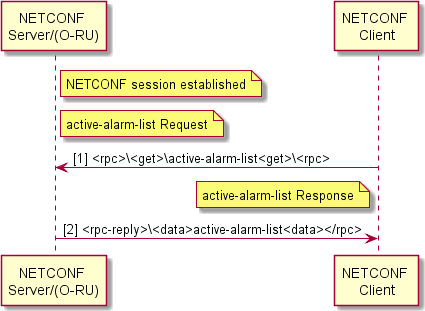 NETCONF
Server/(O-RU)
NETCONF
Client
NETCONF session established
active-alarm-list Request
[1] <rpc>\<get>\active-alarm-list<get>\<rpc>
active-alarm-list Response
[2] <rpc-reply>\<data>active-alarm-list<data></rpc>
NETCONF
Server/(O-RU)
NETCONF
Client